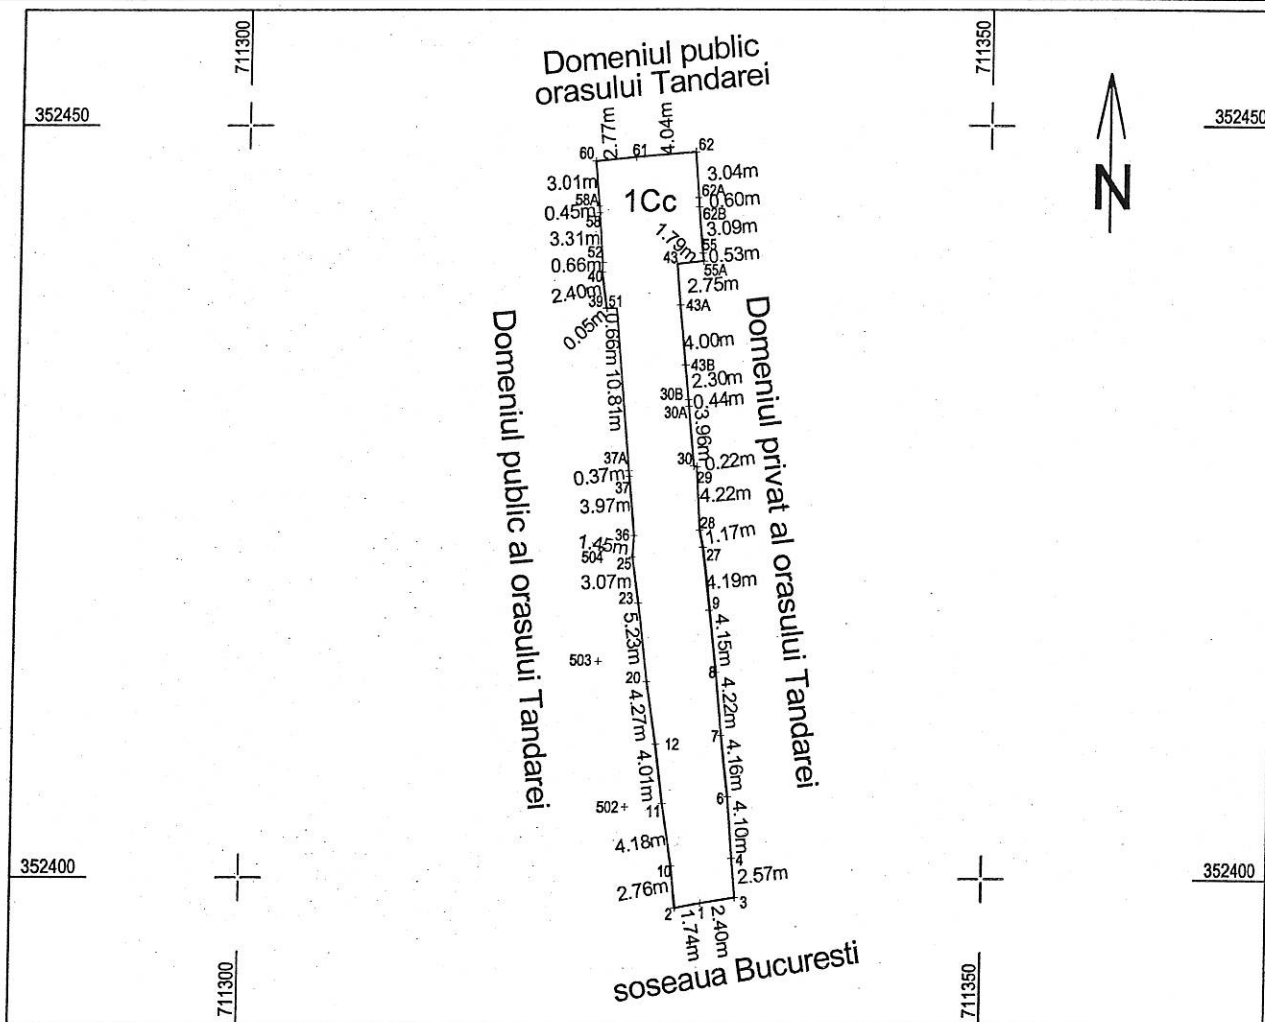 711300
711350
Domeniul public
orasului Tandarei
352450
352450
2.77m
4.04m
60
61
62
3.01m
3.04m
58A
62A
1Cc
0.45m
0.60m
58
62B
3.31m
3.09m
1.79m
52
55
0.66m
43
0.53m
40
55A
2.40m
2.75m
39
51
43A
0.05m
0.66m
4.00m
43B
2.30m
10.81m
30B
0.44m
30A
3.96m
37A
30
0.22m
0.37m
29
37
4.22m
3.97m
28
36
1.17m
1.45m
504
27
25
3.07m
4.19m
23
9
5.23m
4.15m
503
20
8
4.27m
4.22m
12
7
4.01m
4.16m
502
11
6
4.18m
4.10m
10
4
2.76m
2.57m
2
1
3
1.74m
2.40m
Domeniul public al orasului Tandarei
Domeniul privat al orasului Tandarei
N
352400
352400
soseaua Bucuresti
711300
711350